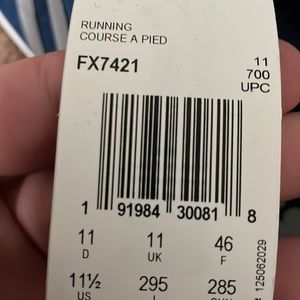 RUNNING
COURSE A PIED
FX7421
11
700
UPC
1 91984 30081 8
11 11 46
D UK F
11½ 295 285
US
125062029